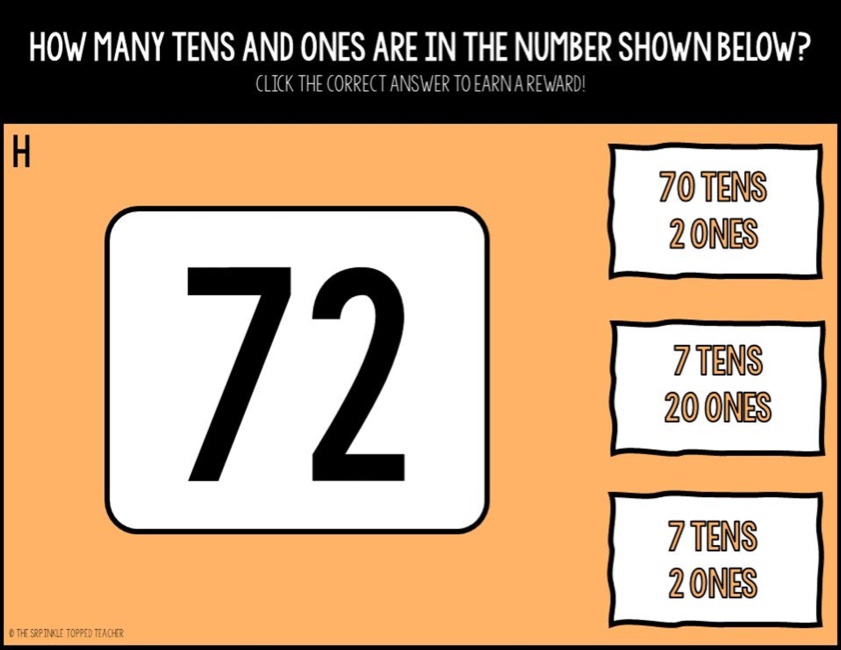 HOW MANY TENS AND ONES ARE IN THE NUMBER SHOWN BELOW?
CLICK THE CORRECT ANSWER TO EARN A REWARD!
H
72
70 TENS
2 ONES
7 TENS
20 ONES
7 TENS
2 ONES
© THE SRPINKLE TOPPED TEACHER